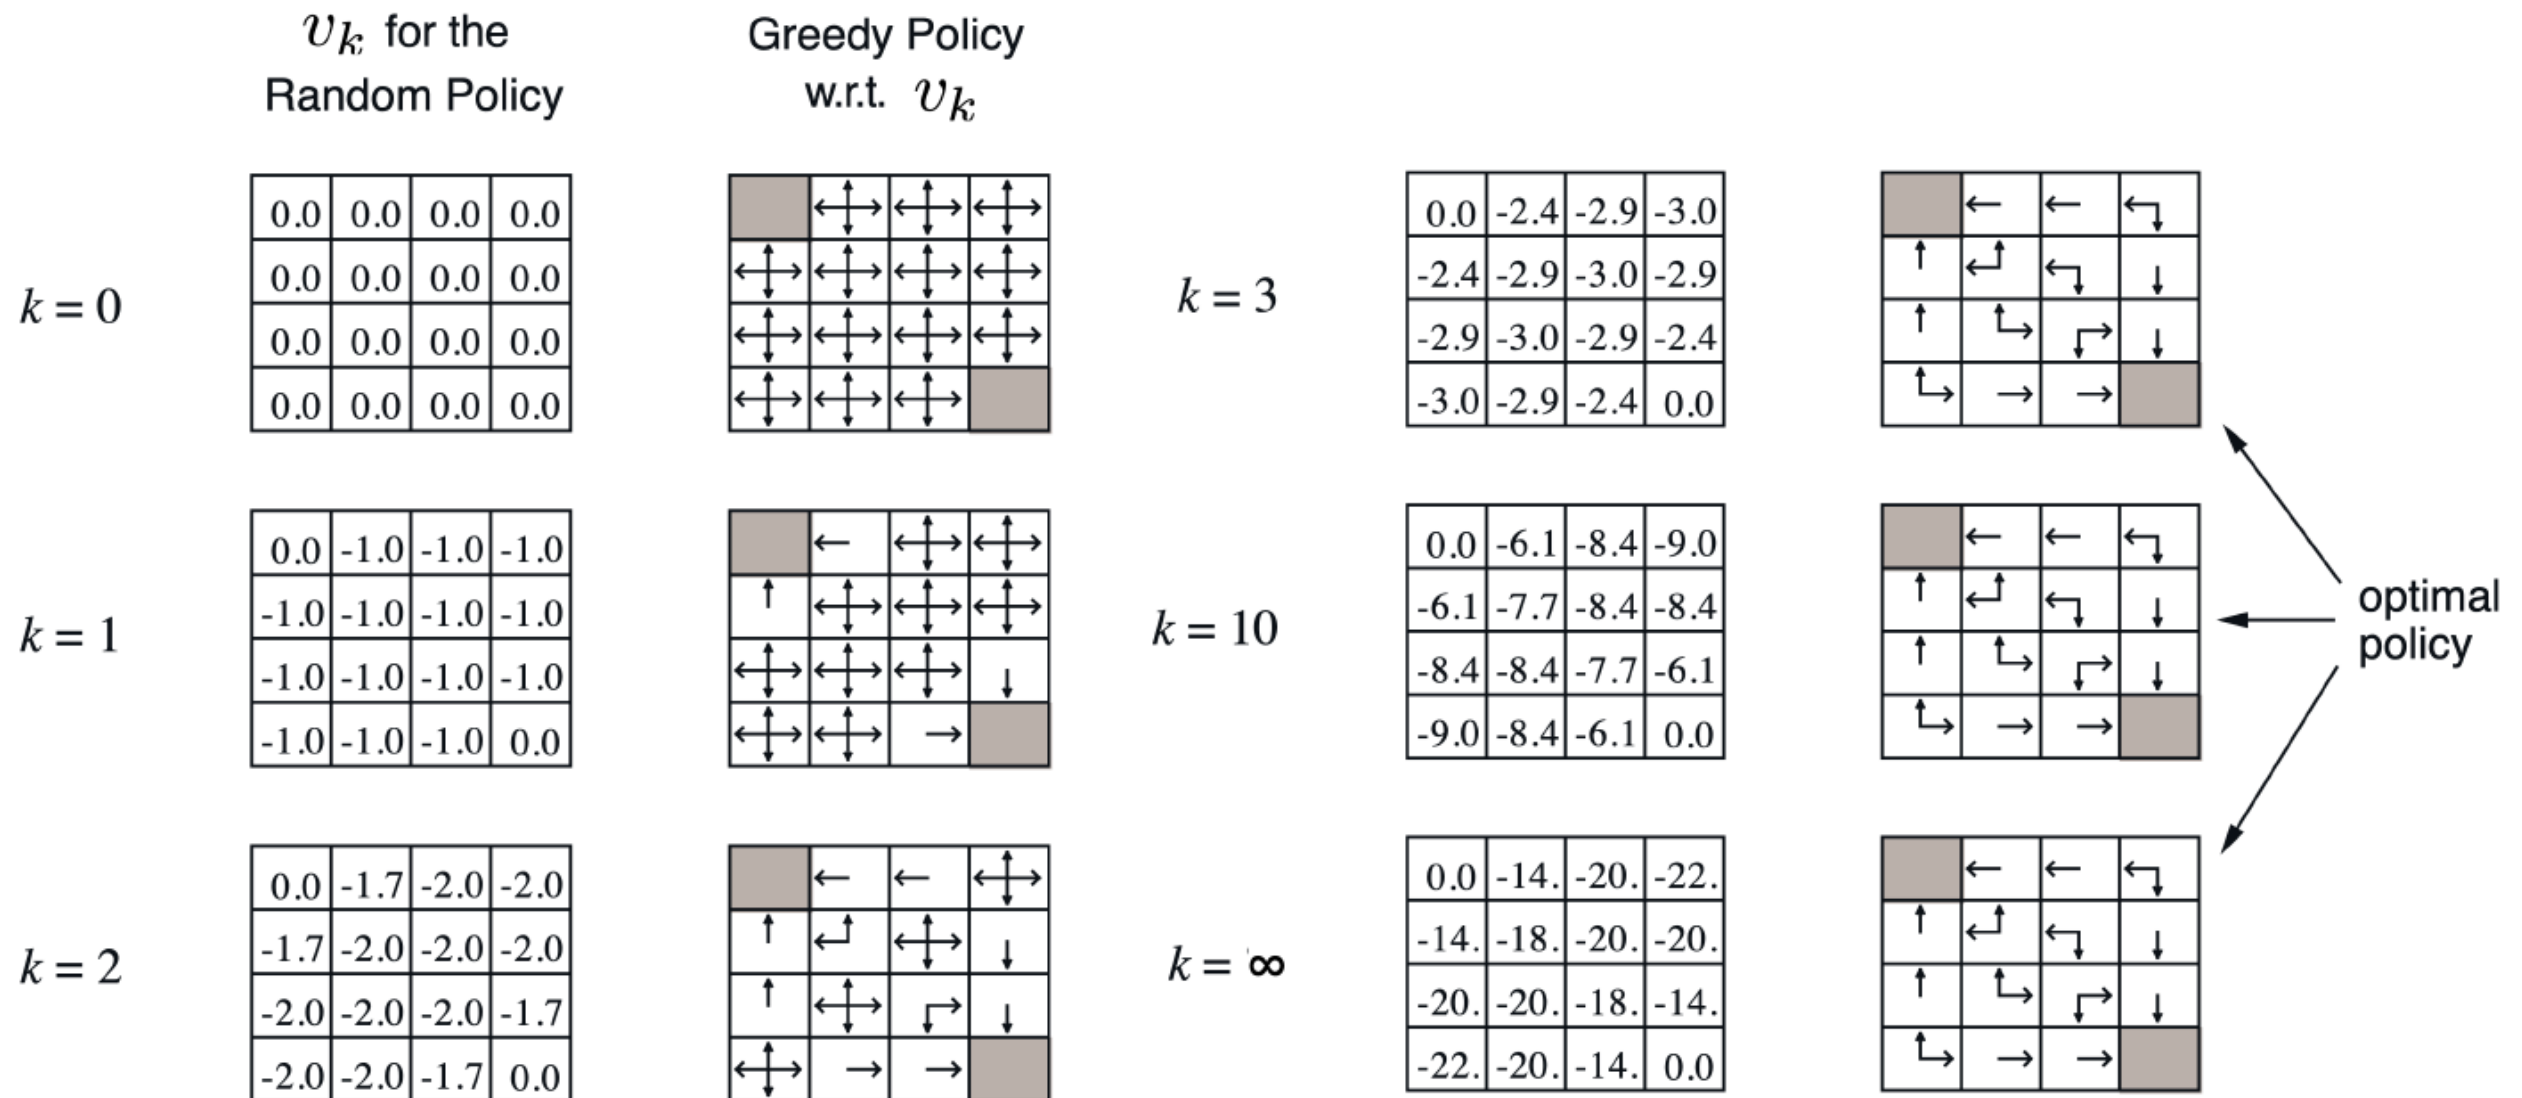 v_k for the
Random Policy
Greedy Policy
w.r.t. v_k
k = 0
0.0 0.0 0.0 0.0
0.0 0.0 0.0 0.0
0.0 0.0 0.0 0.0
0.0 0.0 0.0 0.0
k = 1
0.0 -1.0 -1.0 -1.0
-1.0 -1.0 -1.0 -1.0
-1.0 -1.0 -1.0 -1.0
-1.0 -1.0 -1.0 0.0
k = 2
0.0 -1.7 -2.0 -2.0
-1.7 -2.0 -2.0 -2.0
-2.0 -2.0 -2.0 -1.7
-2.0 -2.0 -1.7 0.0
k = 3
0.0 -2.4 -2.9 -3.0
-2.4 -2.9 -3.0 -2.9
-2.9 -3.0 -2.9 -2.4
-3.0 -2.9 -2.4 0.0
k = 10
0.0 -6.1 -8.4 -9.0
-6.1 -7.7 -8.4 -8.4
-8.4 -8.4 -7.7 -6.1
-9.0 -8.4 -6.1 0.0
k = ∞
0.0 -14. -20. -22.
-14. -18. -20. -20.
-20. -20. -18. -14.
-22. -20. -14. 0.0
optimal
policy